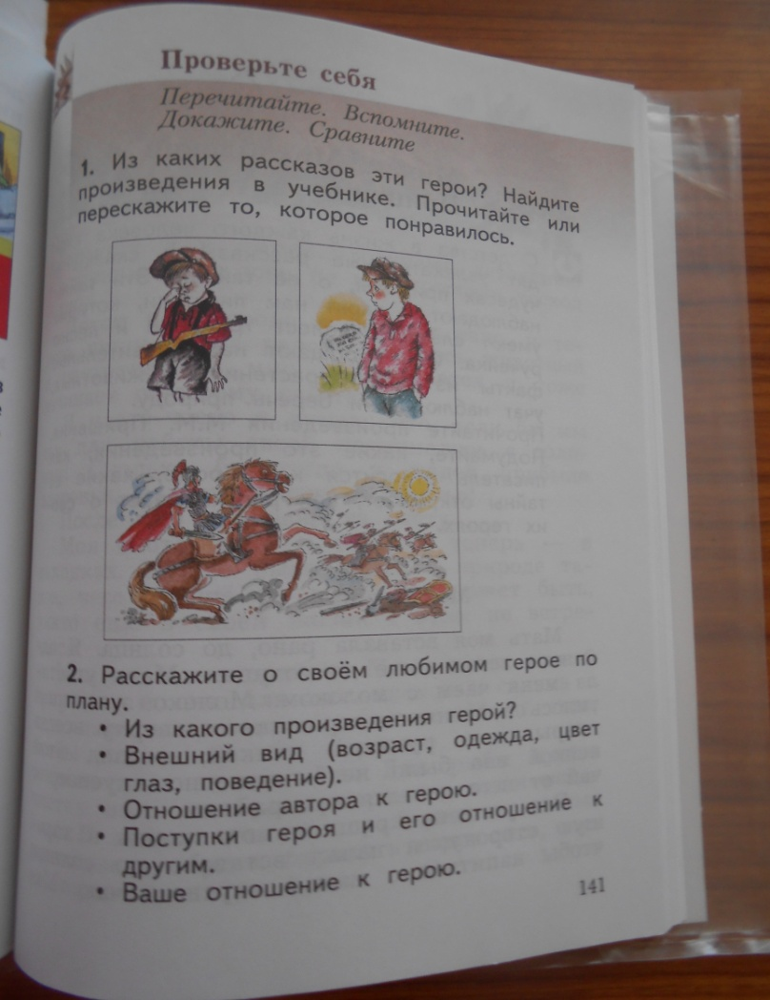 Проверьте себя
Перечитайте. Вспомните.
Докажите. Сравните
1. Из каких рассказов эти герои? Найдите
произведения в учебнике. Прочитайте или
перескажите то, которое понравилось.
2. Расскажите о своём любимом герое по
плану.
• Из какого произведения герой?
• Внешний вид (возраст, одежда, цвет
глаз, поведение).
• Отношение автора к герою.
• Поступки героя и его отношение к
другим.
• Ваше отношение к герою.
141